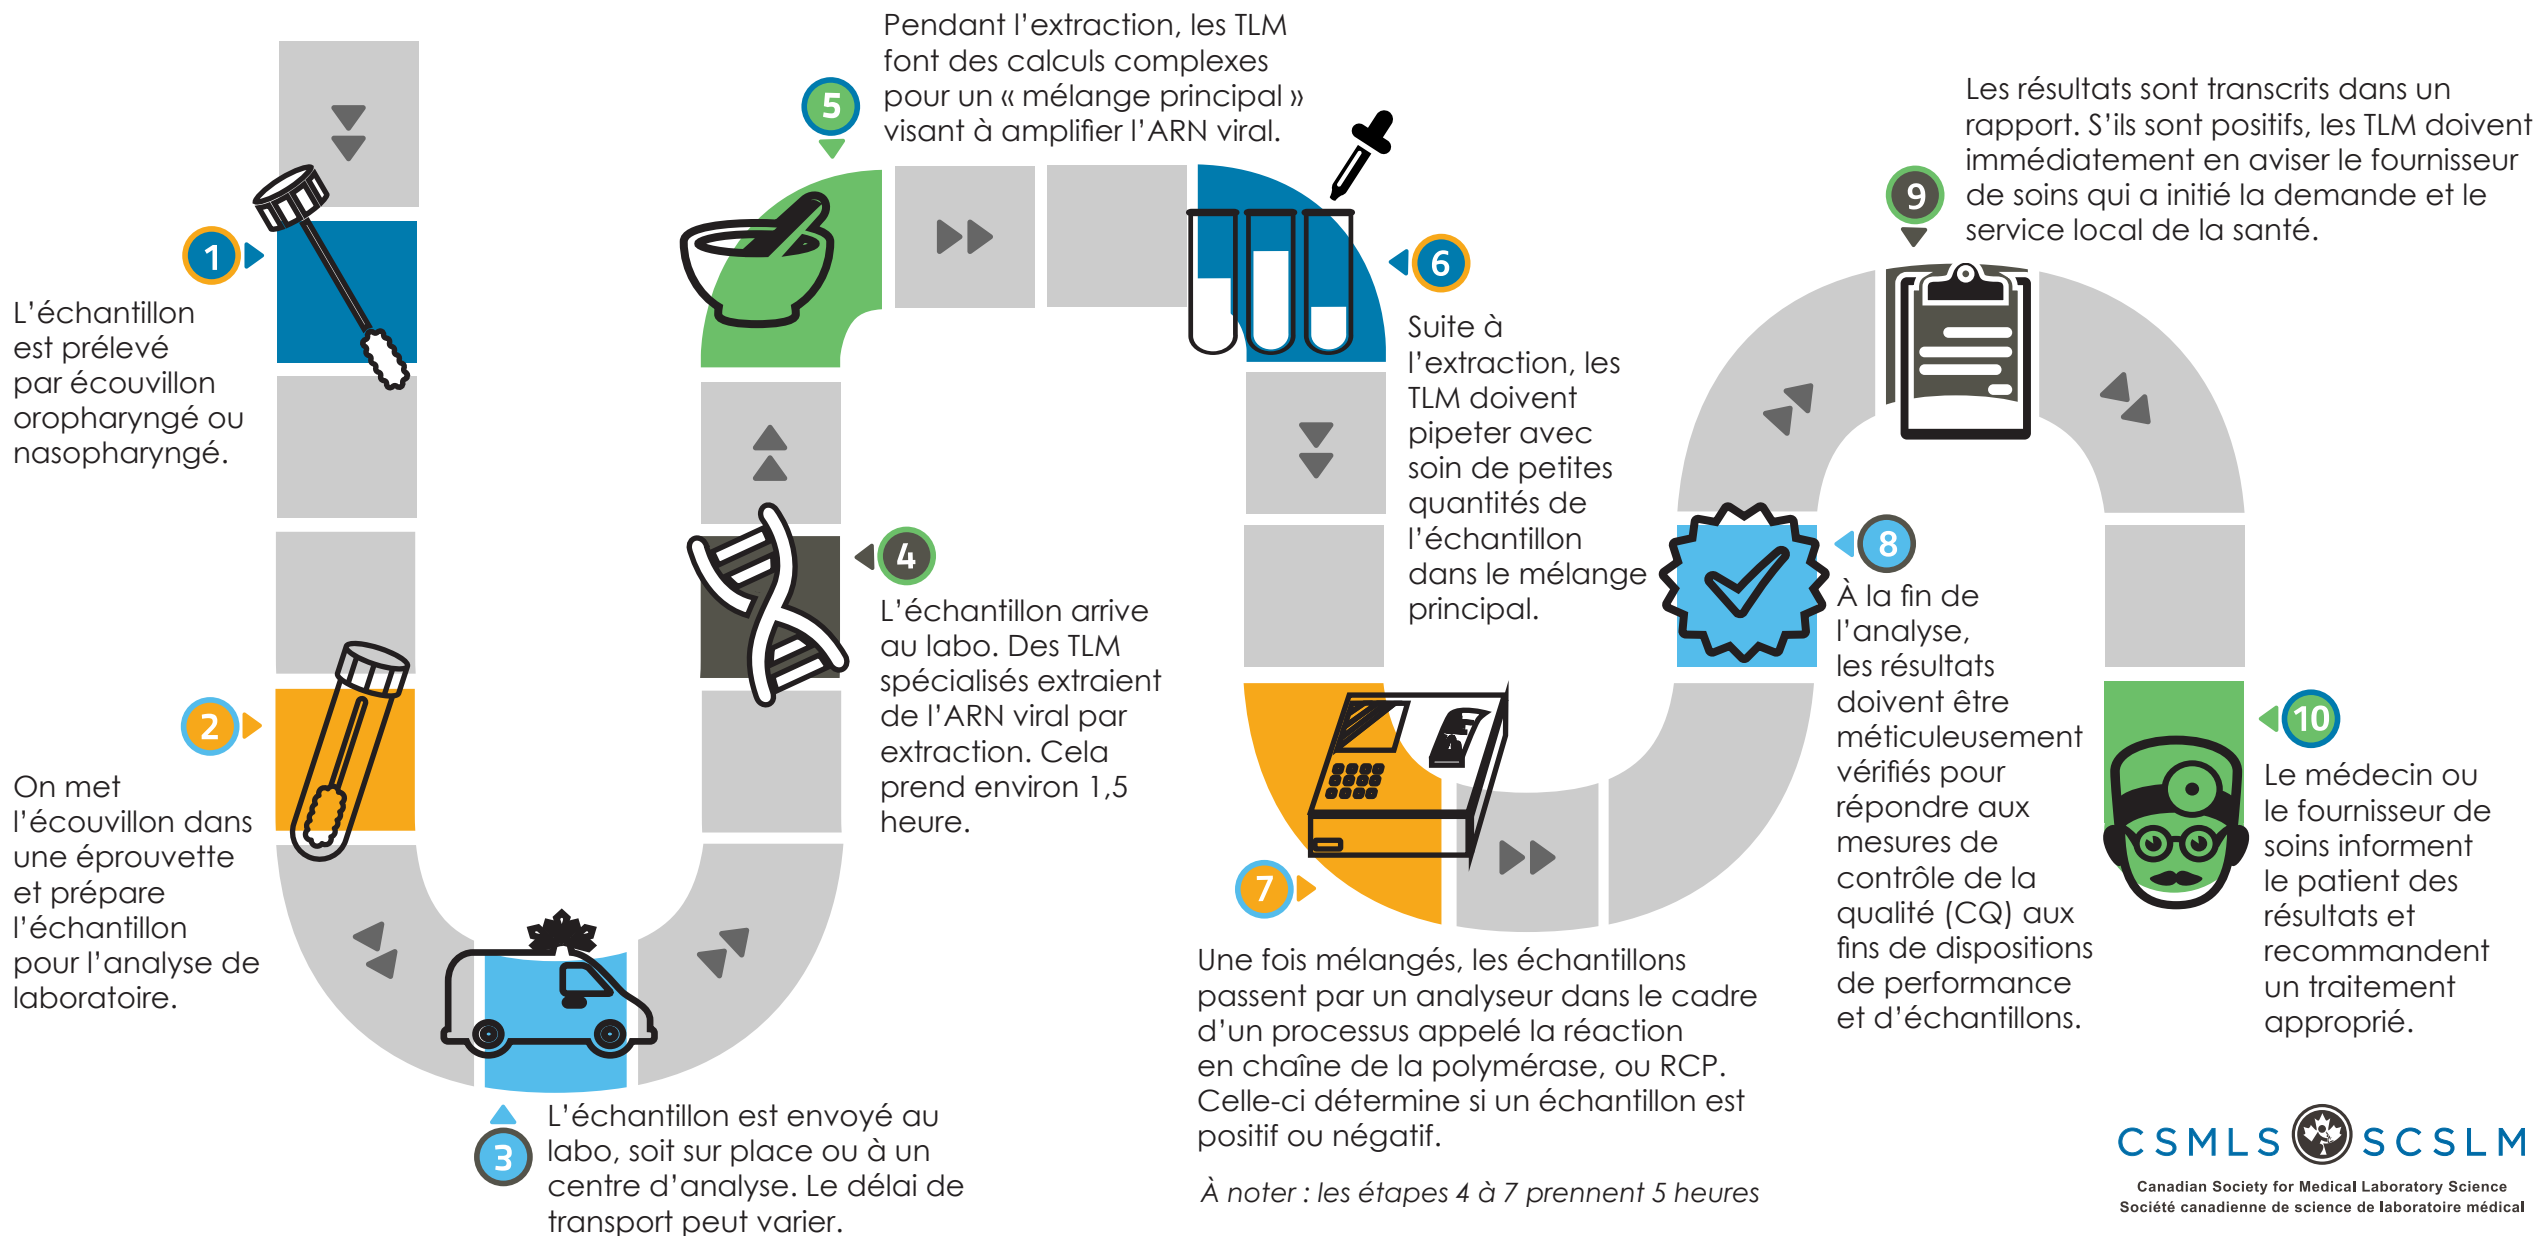 1
L'échantillon
est prélevé
par écouvillon
oropharyngé ou
nasopharyngé.
2
On met
l'écouvillon dans
une éprouvette
et prépare
l'échantillon
pour l'analyse de
laboratoire.
3
L'échantillon est envoyé au
labo, soit sur place ou à un
centre d'analyse. Le délai de
transport peut varier.
4
L'échantillon arrive
au labo. Des TLM
spécialisés extraient
de l'ARN viral par
extraction. Cela
prend environ 1,5
heure.
5
Pendant l'extraction, les TLM
font des calculs complexes
pour un « mélange principal »
visant à amplifier l'ARN viral.
6
Suite à
l'extraction, les
TLM doivent
pipeter avec
soin de petites
quantités de
l'échantillon
dans le mélange
principal.
7
Une fois mélangés, les échantillons
passent par un analyseur dans le cadre
d'un processus appelé la réaction
en chaîne de la polymérase, ou RCP.
Celle-ci détermine si un échantillon est
positif ou négatif.
À noter : les étapes 4 à 7 prennent 5 heures
8
À la fin de
l'analyse,
les résultats
doivent être
méticuleusement
vérifiés pour
répondre aux
mesures de
contrôle de la
qualité (CQ) aux
fins de dispositions
de performance
et d'échantillons.
9
Les résultats sont transcrits dans un
rapport. S'ils sont positifs, les TLM doivent
immédiatement en aviser le fournisseur
de soins qui a initié la demande et le
service local de la santé.
10
Le médecin ou
le fournisseur de
soins informent
le patient des
résultats et
recommandent
un traitement
approprié.
CSMLS SCSLM
Canadian Society for Medical Laboratory Science
Société canadienne de science de laboratoire médical